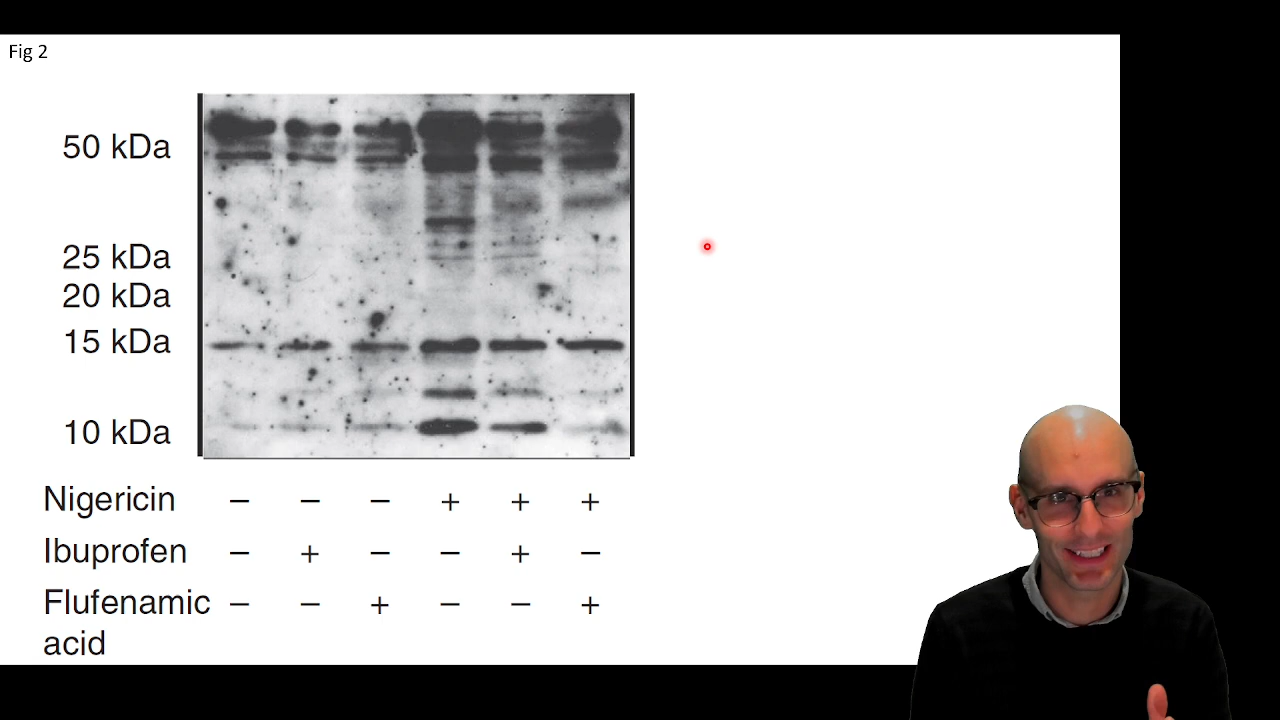 Fig 2
50 kDa
25 kDa
20 kDa
15 kDa
10 kDa
Nigericin − − − + + +
Ibuprofen − + − − + −
Flufenamic acid − − + − − +